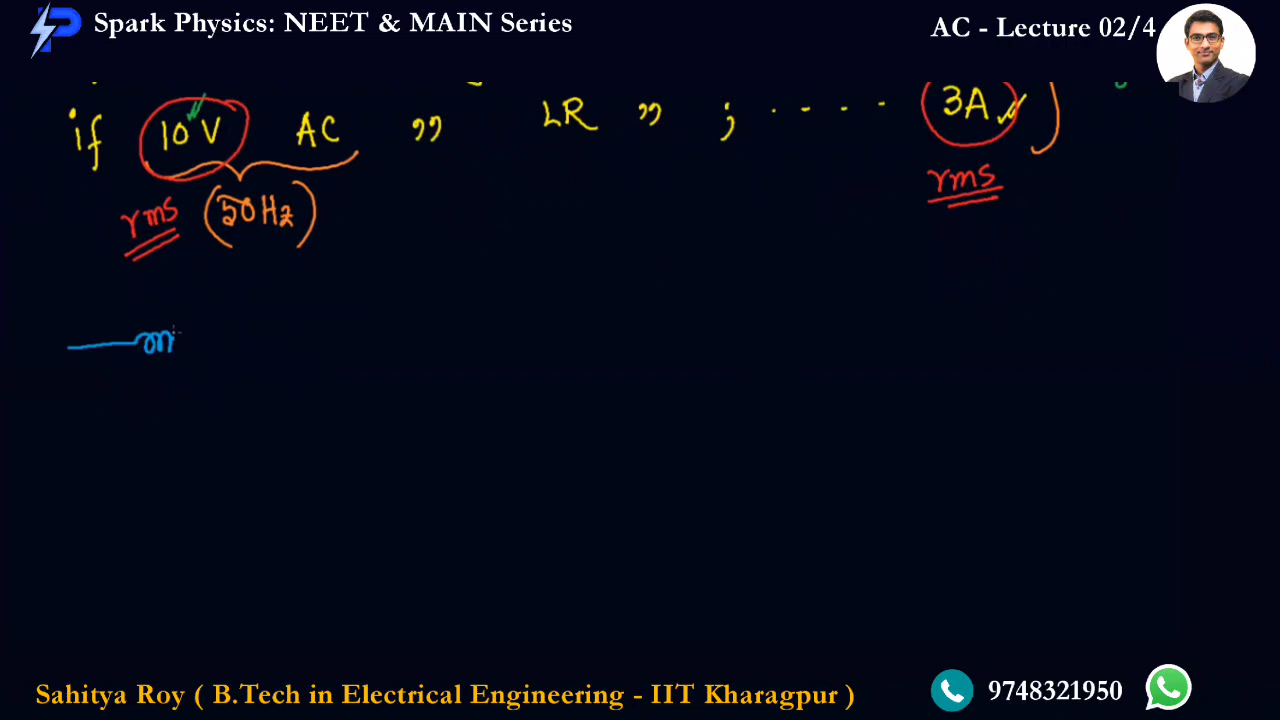 Spark Physics: NEET & MAIN Series
AC - Lecture 02/4
if 10 V AC ,, LR ,, ; .... 3A )
rms (50Hz) rms
Sahitya Roy ( B.Tech in Electrical Engineering - IIT Kharagpur )
9748321950